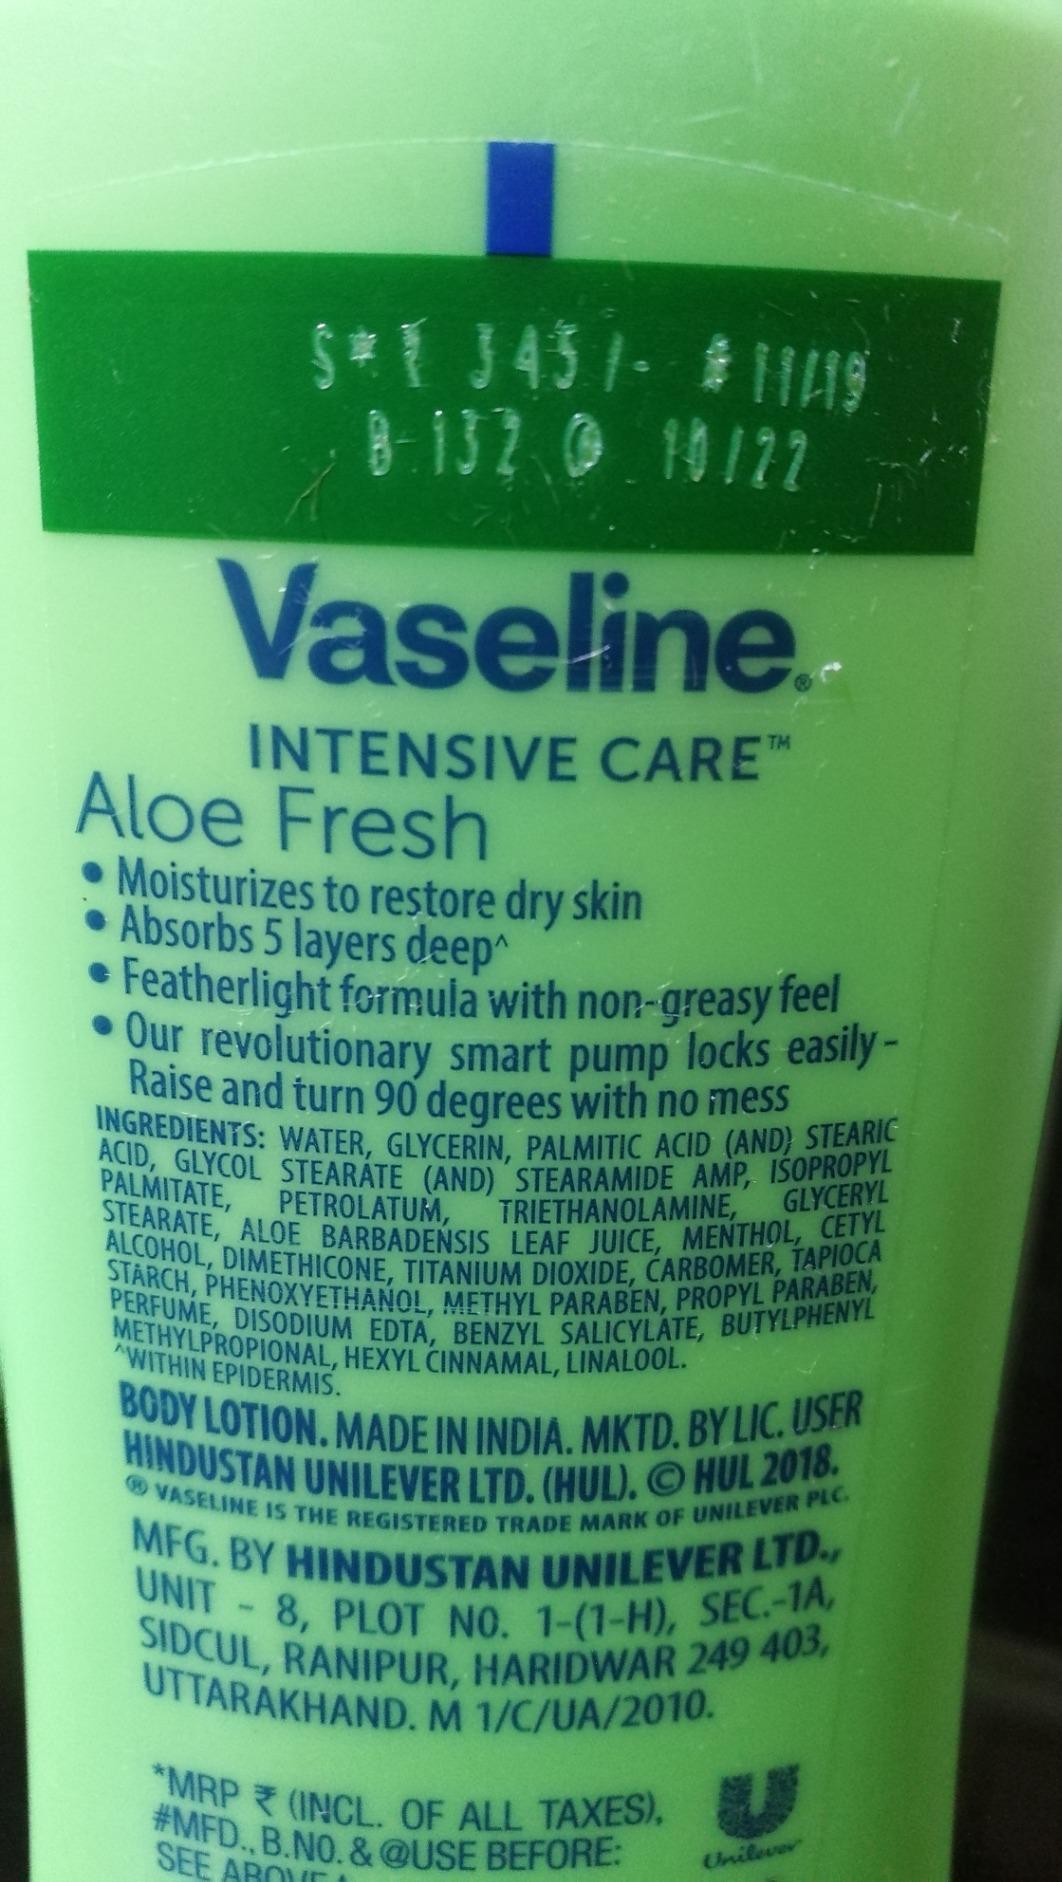 S*₹ 345/- #11/19
B-132 @ 10/22
Vaseline®
INTENSIVE CARE™
Aloe Fresh
• Moisturizes to restore dry skin
• Absorbs 5 layers deep^
• Featherlight formula with non-greasy feel
• Our revolutionary smart pump locks easily -
Raise and turn 90 degrees with no mess
INGREDIENTS: WATER, GLYCERIN, PALMITIC ACID (AND) STEARIC
ACID, GLYCOL STEARATE (AND) STEARAMIDE AMP, ISOPROPYL
PALMITATE, PETROLATUM, TRIETHANOLAMINE, GLYCERYL
STEARATE, ALOE BARBADENSIS LEAF JUICE, MENTHOL, CETYL
ALCOHOL, DIMETHICONE, TITANIUM DIOXIDE, CARBOMER, TAPIOCA
STARCH, PHENOXYETHANOL, METHYL PARABEN, PROPYL PARABEN,
PERFUME, DISODIUM EDTA, BENZYL SALICYLATE, BUTYLPHENYL
METHYLPROPIONAL, HEXYL CINNAMAL, LINALOOL.
^WITHIN EPIDERMIS.
BODY LOTION. MADE IN INDIA. MKTD. BY LIC. USER
HINDUSTAN UNILEVER LTD. (HUL). © HUL 2018.
® VASELINE IS THE REGISTERED TRADE MARK OF UNILEVER PLC.
MFG. BY HINDUSTAN UNILEVER LTD.,
UNIT - 8, PLOT NO. 1-(1-H), SEC.-1A,
SIDCUL, RANIPUR, HARIDWAR 249 403,
UTTARAKHAND. M 1/C/UA/2010.
*MRP ₹ (INCL. OF ALL TAXES),
#MFD., B.NO. & @USE BEFORE:
SEE ABOVE
Unilever